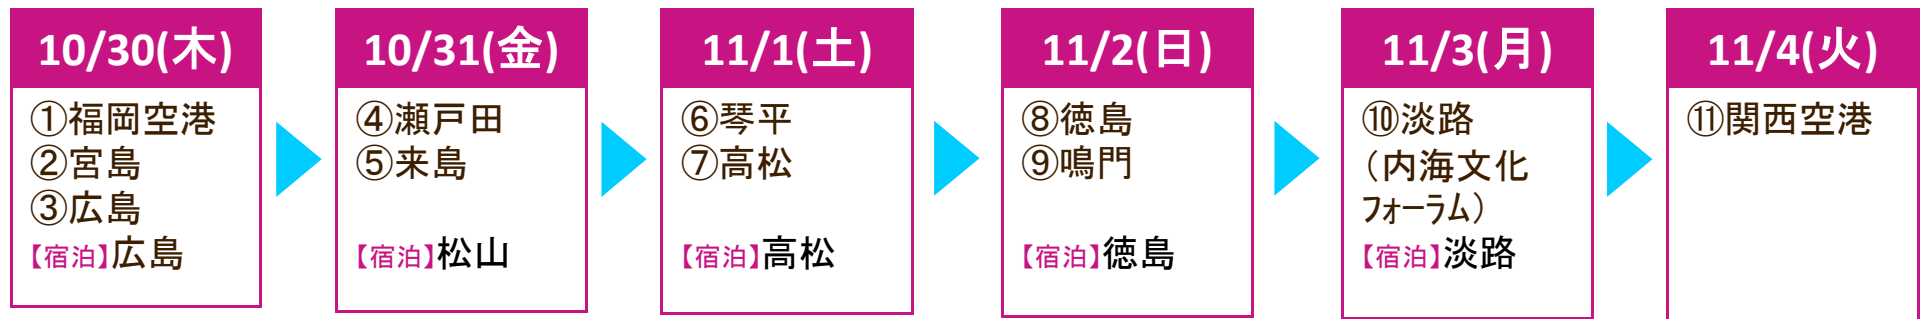 10/30(木)
①福岡空港
②宮島
③広島
【宿泊】広島
10/31(金)
④瀬戸田
⑤来島
【宿泊】松山
11/1(土)
⑥琴平
⑦高松
【宿泊】高松
11/2(日)
⑧徳島
⑨鳴門
【宿泊】徳島
11/3(月)
⑩淡路
（内海文化
フォーラム）
【宿泊】淡路
11/4(火)
⑪関西空港